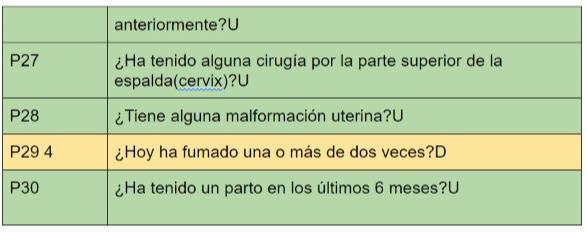 anteriormente?U
P27 ¿Ha tenido alguna cirugía por la parte superior de la
espalda(cervix)?U
P28 ¿Tiene alguna malformación uterina?U
P29 4 ¿Hoy ha fumado una o más de dos veces?D
P30 ¿Ha tenido un parto en los últimos 6 meses?U